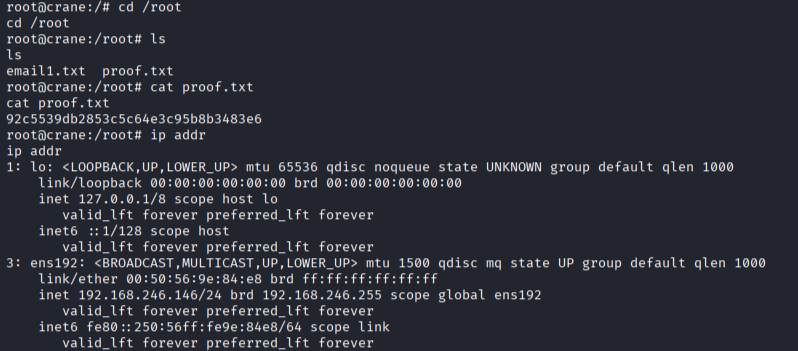 root@crane:/# cd /root
cd /root
root@crane:/root# ls
ls
email1.txt  proof.txt
root@crane:/root# cat proof.txt
cat proof.txt
92c5539db2853c5c64e3c95b8b3483e6
root@crane:/root# ip addr
ip addr
1: lo: <LOOPBACK,UP,LOWER_UP> mtu 65536 qdisc noqueue state UNKNOWN group default qlen 1000
    link/loopback 00:00:00:00:00:00 brd 00:00:00:00:00:00
    inet 127.0.0.1/8 scope host lo
       valid_lft forever preferred_lft forever
    inet6 ::1/128 scope host
       valid_lft forever preferred_lft forever
3: ens192: <BROADCAST,MULTICAST,UP,LOWER_UP> mtu 1500 qdisc mq state UP group default qlen 1000
    link/ether 00:50:56:9e:84:e8 brd ff:ff:ff:ff:ff:ff
    inet 192.168.246.146/24 brd 192.168.246.255 scope global ens192
       valid_lft forever preferred_lft forever
    inet6 fe80::250:56ff:fe9e:84e8/64 scope link
       valid_lft forever preferred_lft forever